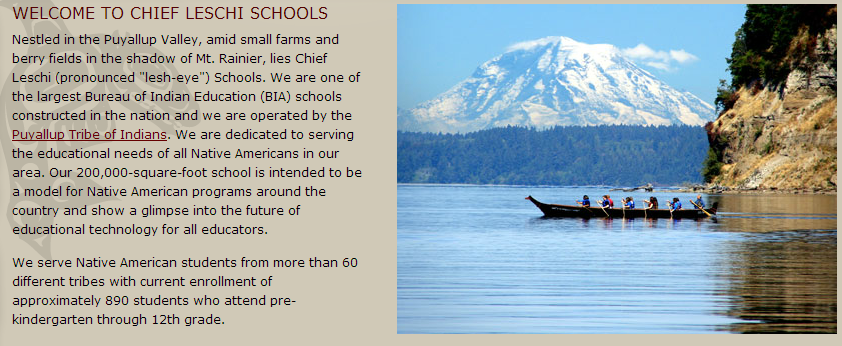 WELCOME TO CHIEF LESCHI SCHOOLS
Nestled in the Puyallup Valley, amid small farms and
berry fields in the shadow of Mt. Rainier, lies Chief
Leschi (pronounced "lesh-eye") Schools. We are one of
the largest Bureau of Indian Education (BIA) schools
constructed in the nation and we are operated by the
Puyallup Tribe of Indians. We are dedicated to serving
the educational needs of all Native Americans in our
area. Our 200,000-square-foot school is intended to be
a model for Native American programs around the
country and show a glimpse into the future of
educational technology for all educators.
We serve Native American students from more than 60
different tribes with current enrollment of
approximately 890 students who attend pre-
kindergarten through 12th grade.